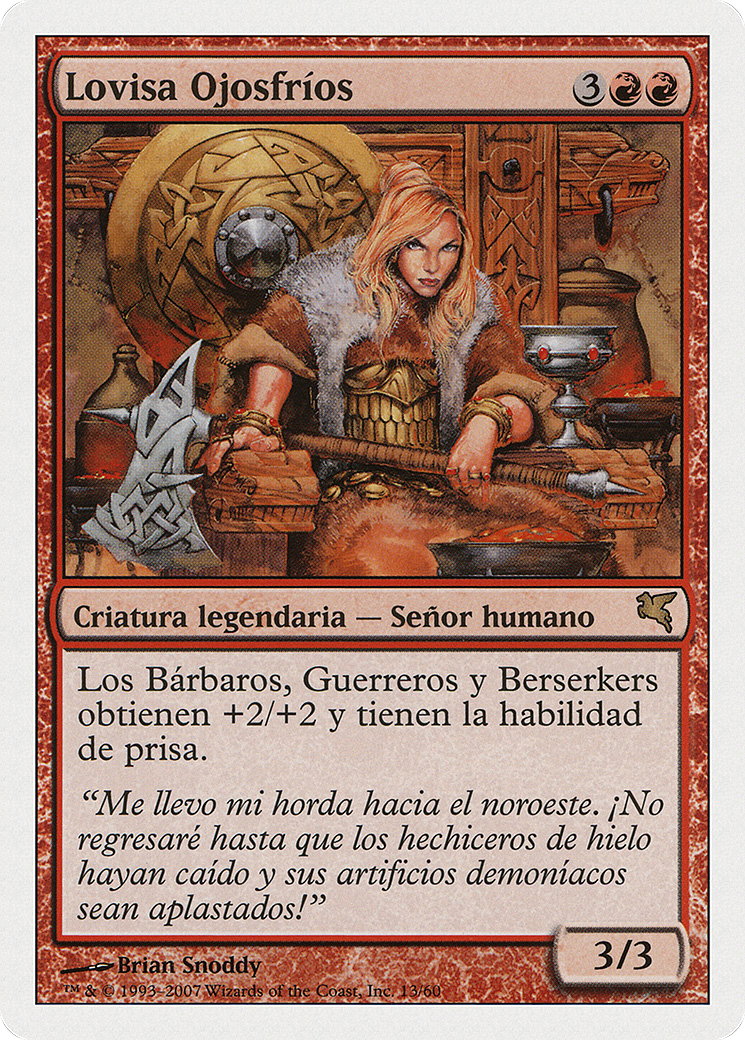 Lovisa Ojosfríos 3
Criatura legendaria — Señor humano
Los Bárbaros, Guerreros y Berserkers
obtienen +2/+2 y tienen la habilidad
de prisa.
“Me llevo mi horda hacia el noroeste. ¡No
regresaré hasta que los hechiceros de hielo
hayan caído y sus artificios demoníacos
sean aplastados!”
3/3
Brian Snoddy
™ & © 1993–2007 Wizards of the Coast, Inc. 13/60